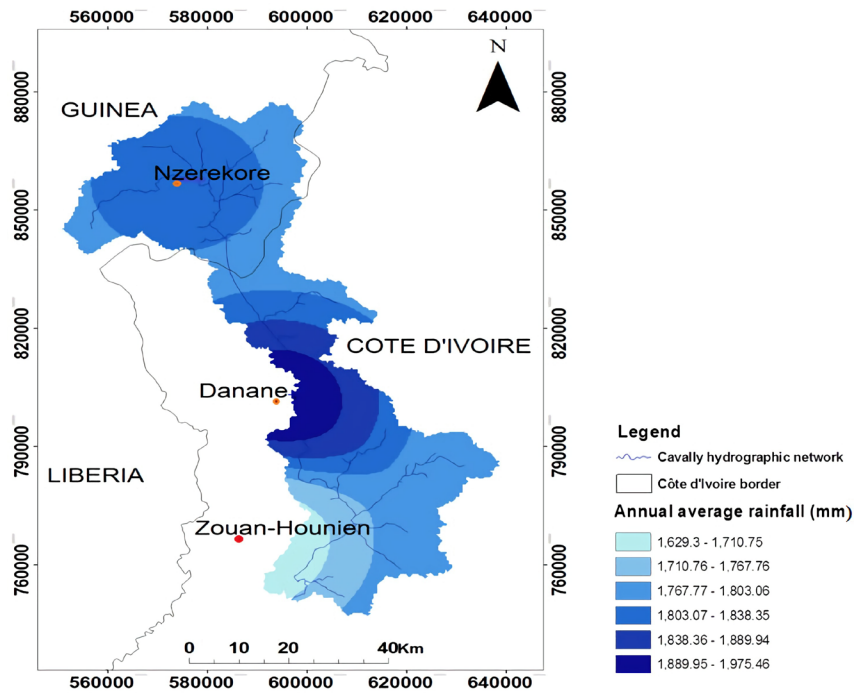 560000 580000 600000 620000 640000
N
880000 880000
GUINEA
Nzerekore
850000 850000
820000 820000
COTE D'IVOIRE
Danane
790000 790000
LIBERIA
Zouan-Hounien
760000 760000
0 10 20 40Km
560000 580000 600000 620000 640000
Legend
Cavally hydrographic network
Côte d'Ivoire border
Annual average rainfall (mm)
1,629.3 - 1,710.75
1,710.76 - 1,767.76
1,767.77 - 1,803.06
1,803.07 - 1,838.35
1,838.36 - 1,889.94
1,889.95 - 1,975.46